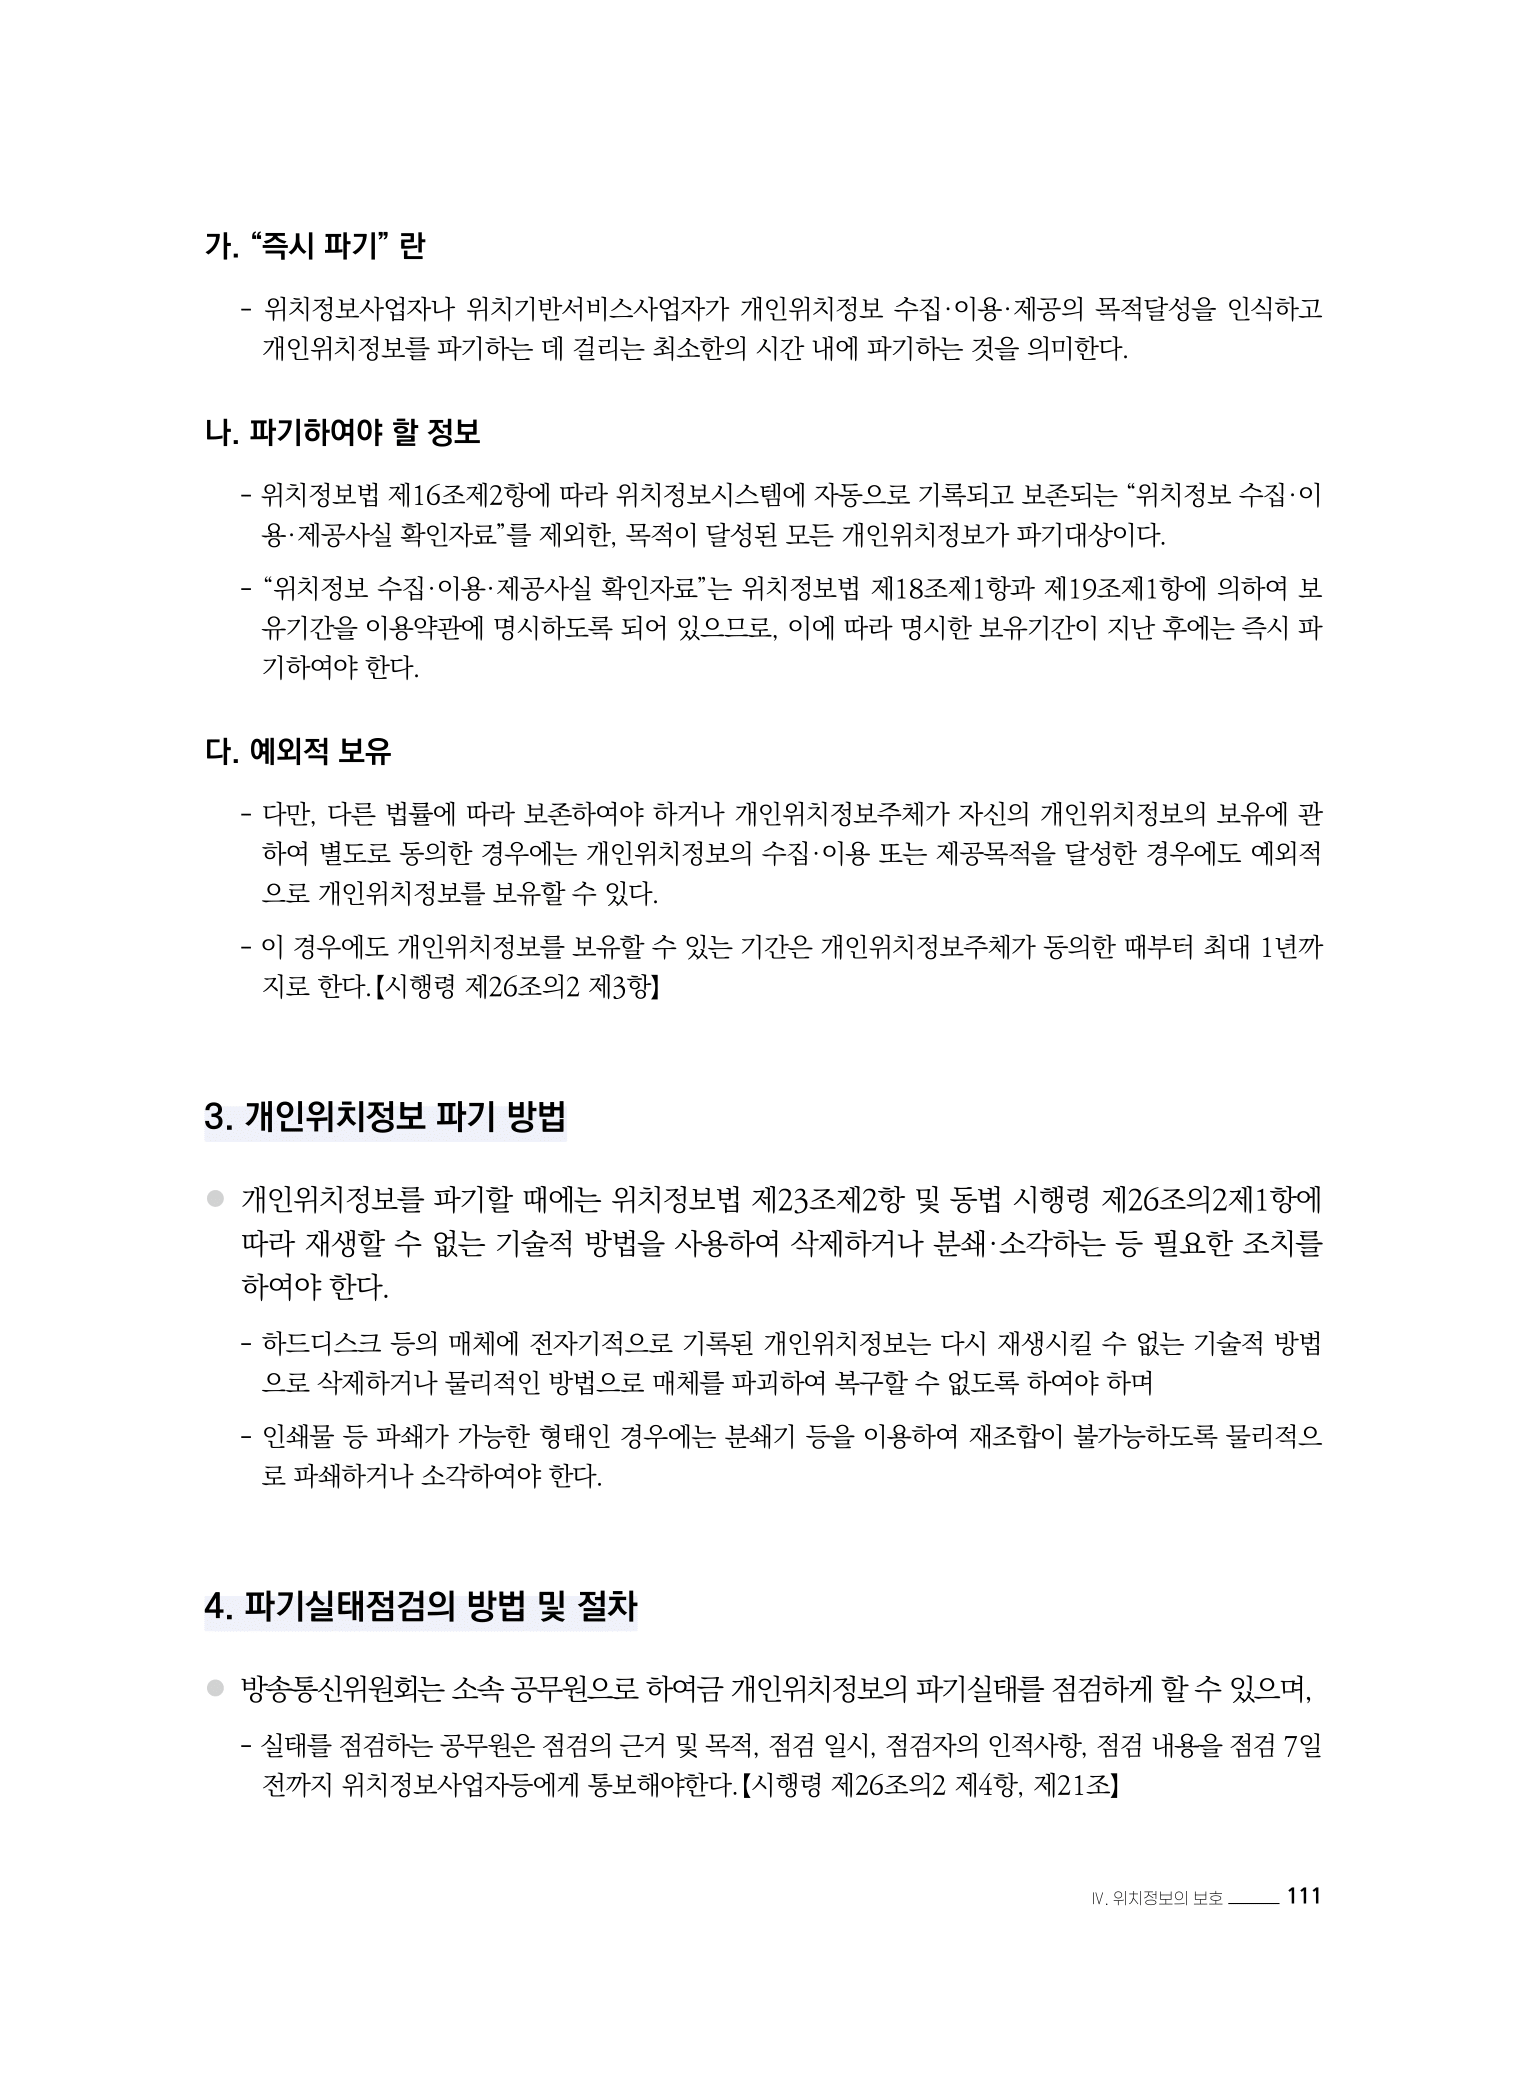 가. “즉시 파기” 란
- 위치정보사업자나 위치기반서비스사업자가 개인위치정보 수집·이용·제공의 목적달성을 인식하고
개인위치정보를 파기하는 데 걸리는 최소한의 시간 내에 파기하는 것을 의미한다.
나. 파기하여야 할 정보
- 위치정보법 제16조제2항에 따라 위치정보시스템에 자동으로 기록되고 보존되는 “위치정보 수집·이
용·제공사실 확인자료”를 제외한, 목적이 달성된 모든 개인위치정보가 파기대상이다.
- “위치정보 수집·이용·제공사실 확인자료”는 위치정보법 제18조제1항과 제19조제1항에 의하여 보
유기간을 이용약관에 명시하도록 되어 있으므로, 이에 따라 명시한 보유기간이 지난 후에는 즉시 파
기하여야 한다.
다. 예외적 보유
- 다만, 다른 법률에 따라 보존하여야 하거나 개인위치정보주체가 자신의 개인위치정보의 보유에 관
하여 별도로 동의한 경우에는 개인위치정보의 수집·이용 또는 제공목적을 달성한 경우에도 예외적
으로 개인위치정보를 보유할 수 있다.
- 이 경우에도 개인위치정보를 보유할 수 있는 기간은 개인위치정보주체가 동의한 때부터 최대 1년까
지로 한다.【시행령 제26조의2 제3항】
3. 개인위치정보 파기 방법
● 개인위치정보를 파기할 때에는 위치정보법 제23조제2항 및 동법 시행령 제26조의2제1항에
따라 재생할 수 없는 기술적 방법을 사용하여 삭제하거나 분쇄·소각하는 등 필요한 조치를
하여야 한다.
- 하드디스크 등의 매체에 전자기적으로 기록된 개인위치정보는 다시 재생시킬 수 없는 기술적 방법
으로 삭제하거나 물리적인 방법으로 매체를 파괴하여 복구할 수 없도록 하여야 하며
- 인쇄물 등 파쇄가 가능한 형태인 경우에는 분쇄기 등을 이용하여 재조합이 불가능하도록 물리적으
로 파쇄하거나 소각하여야 한다.
4. 파기실태점검의 방법 및 절차
● 방송통신위원회는 소속 공무원으로 하여금 개인위치정보의 파기실태를 점검하게 할 수 있으며,
- 실태를 점검하는 공무원은 점검의 근거 및 목적, 점검 일시, 점검자의 인적사항, 점검 내용을 점검 7일
전까지 위치정보사업자등에게 통보해야한다.【시행령 제26조의2 제4항, 제21조】
Ⅳ. 위치정보의 보호 111